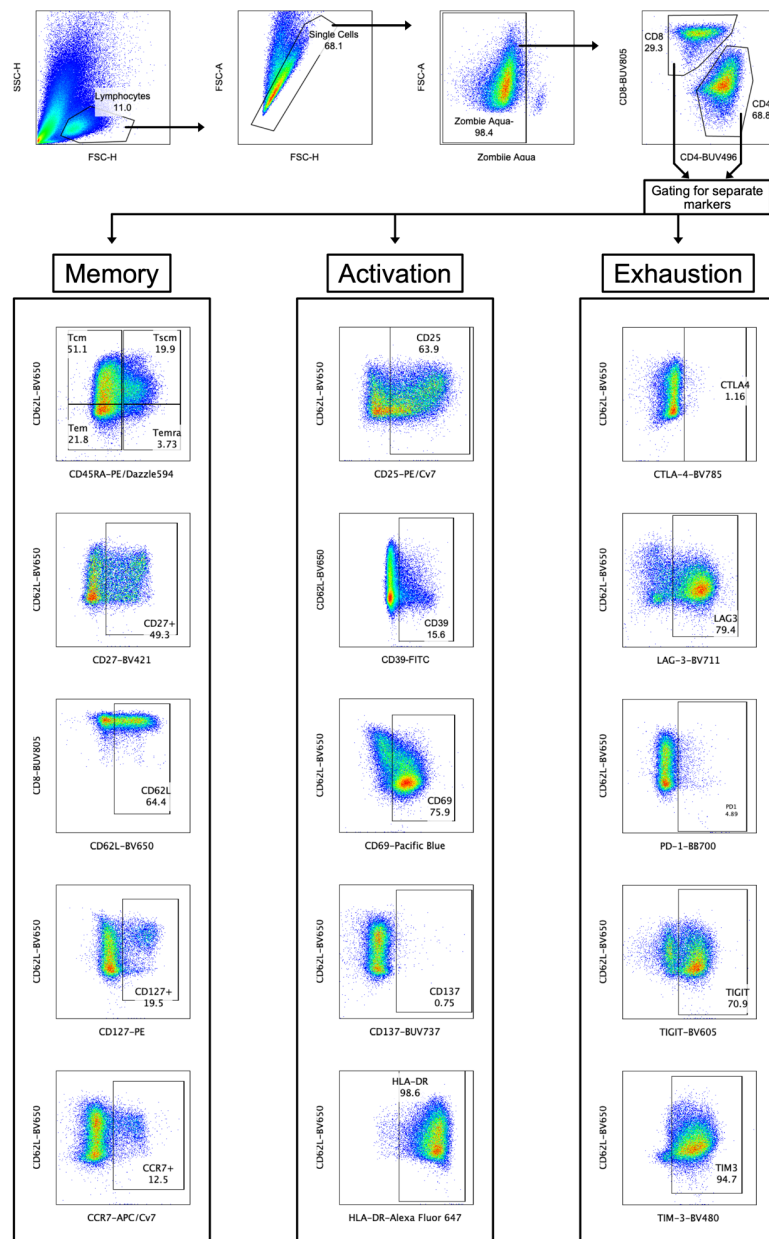 SSC-H
Lymphocytes
11.0
FSC-H
FSC-A
Single Cells
68.1
FSC-H
FSC-A
Zombie Aqua-
98.4
Zombiie Aqua
CD8-BUV805
CD8
29.3
CD4
68.8
CD4-BUV496
Gating for separate
markers
Memory
Activation
Exhaustion
CD62L-BV650
Tcm
51.1
Tscm
19.9
Tem
21.8
Temra
3.73
CD45RA-PE/Dazzle594
CD62L-BV650
CD25
63.9
CD25-PE/Cv7
CD62L-BV650
CTLA4
1.16
CTLA-4-BV785
CD62L-BV650
CD27+
49.3
CD27-BV421
CD62L-BV650
CD39
15.6
CD39-FITC
CD62L-BV650
LAG3
79.4
LAG-3-BV711
CD8-BUV805
CD62L
64.4
CD62L-BV650
CD62L-BV650
CD69
75.9
CD69-Pacific Blue
CD62L-BV650
PD1
4.89
PD-1-BB700
CD62L-BV650
CD127+
19.5
CD127-PE
CD62L-BV650
CD137
0.75
CD137-BUV737
CD62L-BV650
TIGIT
70.9
TIGIT-BV605
CD62L-BV650
CCR7+
12.5
CCR7-APC/Cv7
CD62L-BV650
HLA-DR
98.6
HLA-DR-Alexa Fluor 647
CD62L-BV650
TIM3
94.7
TIM-3-BV480